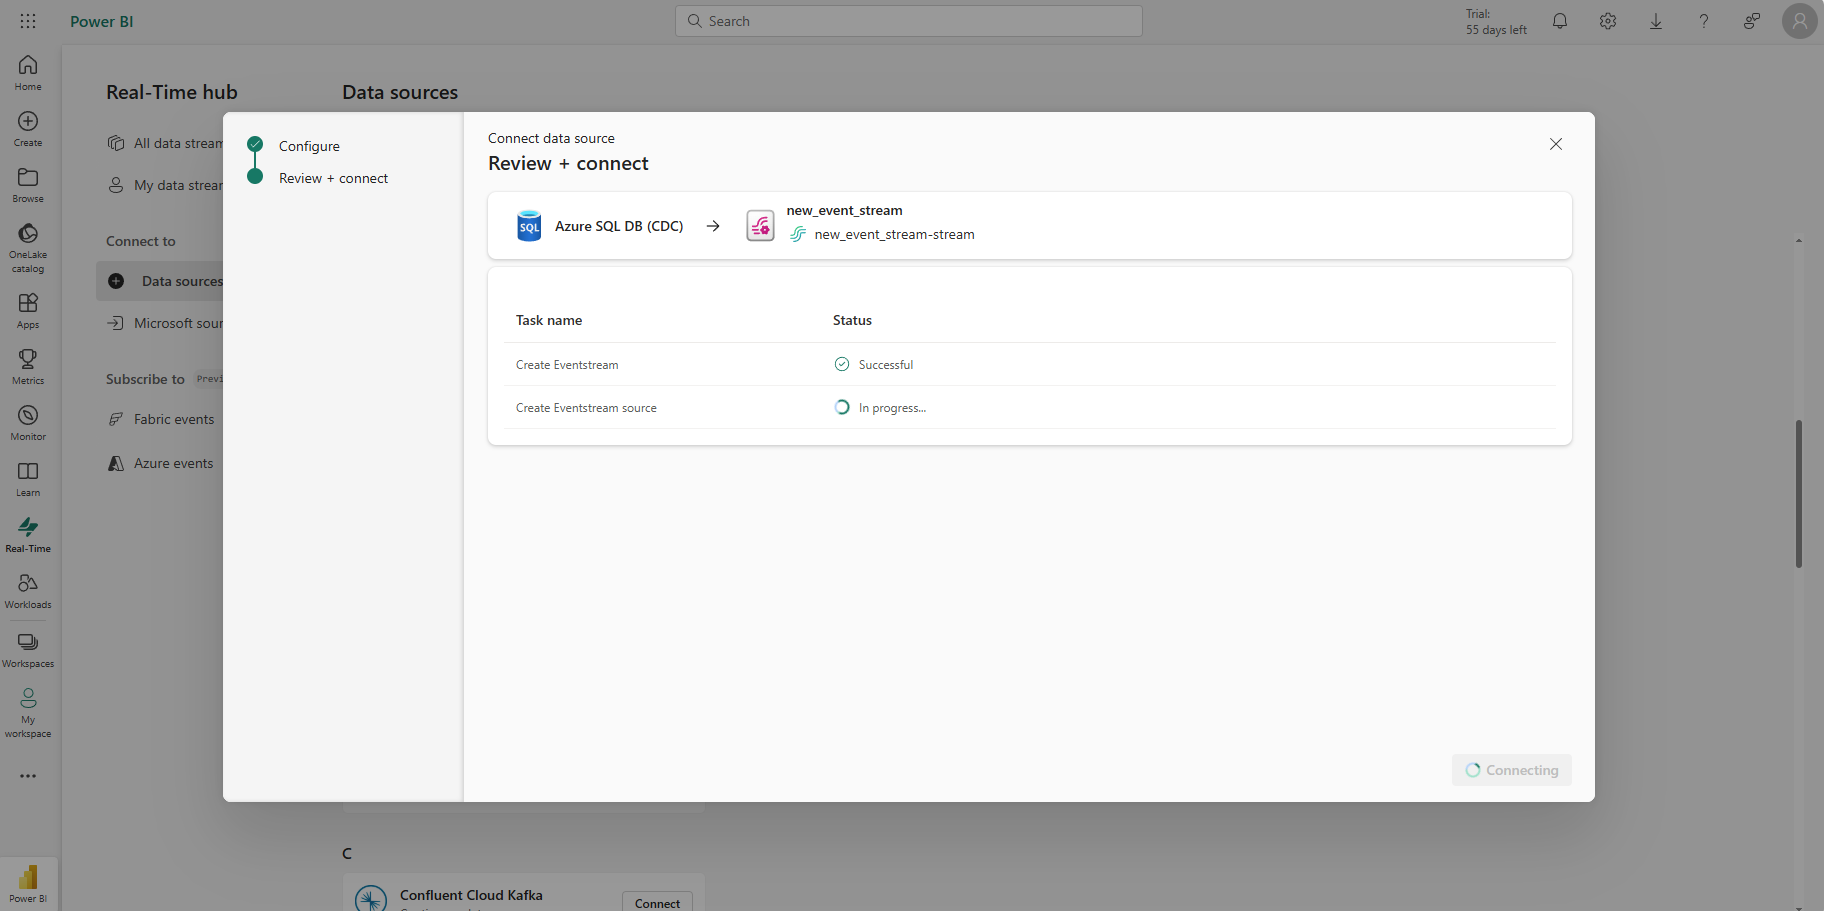 Power BI
Search
Trial:
55 days left
Home
Create
Browse
OneLake
catalog
Apps
Metrics
Monitor
Learn
Real-Time
Workloads
Workspaces
My
workspace
Power BI
Real-Time hub
All data stream
My data strear
Connect to
Data sources
Microsoft sour
Subscribe to
Previ
Fabric events
Azure events
Data sources
Configure
Review + connect
Connect data source
Review + connect
SQL
Azure SQL DB (CDC)
new_event_stream
new_event_stream-stream
Task name
Status
Create Eventstream
Successful
Create Eventstream source
In progress...
Connecting
C
Confluent Cloud Kafka
Connect